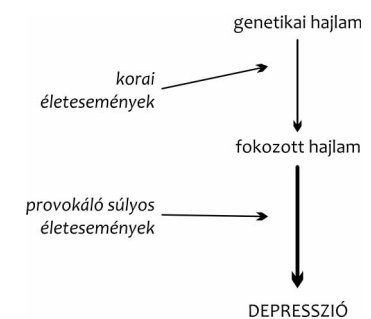 genetikai hajlam
korai
életesemények
fokozott hajlam
provokáló súlyos
életesemények
DEPRESSZIÓ